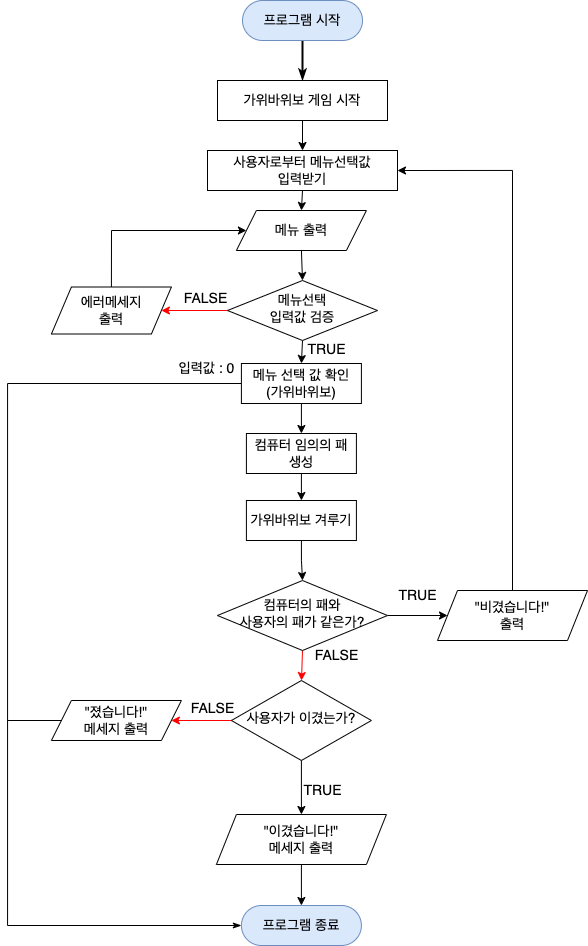 프로그램 시작
가위바위보 게임 시작
사용자로부터 메뉴선택값
입력받기
메뉴 출력
에러메세지
출력
FALSE
메뉴선택
입력값 검증
TRUE
입력값 : 0
메뉴 선택 값 확인
(가위바위보)
컴퓨터 임의의 패
생성
가위바위보 겨루기
컴퓨터의 패와
사용자의 패가 같은가?
TRUE
"비겼습니다!"
출력
FALSE
"졌습니다!"
메세지 출력
FALSE
사용자가 이겼는가?
TRUE
"이겼습니다!"
메세지 출력
프로그램 종료